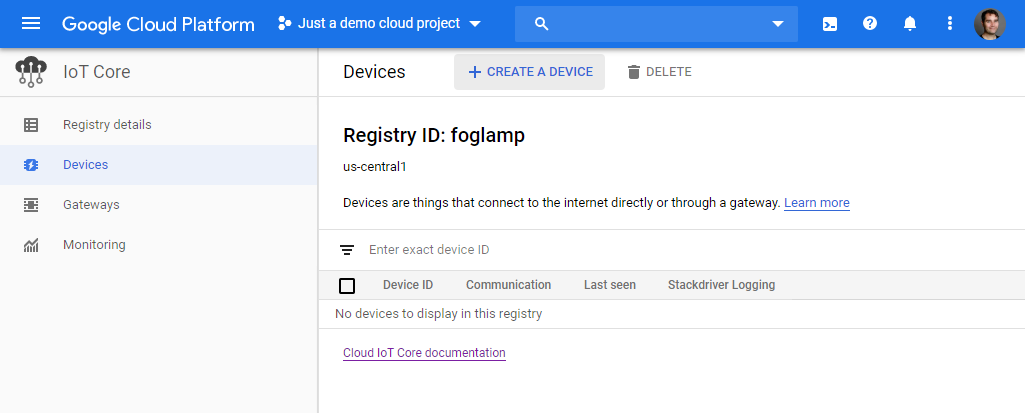 Google Cloud Platform Just a demo cloud project
IoT Core
Registry details
Devices
Gateways
Monitoring
Devices CREATE A DEVICE DELETE
Registry ID: foglamp
us-central1
Devices are things that connect to the internet directly or through a gateway. Learn more
Enter exact device ID
Device ID Communication Last seen Stackdriver Logging
No devices to display in this registry
Cloud IoT Core documentation